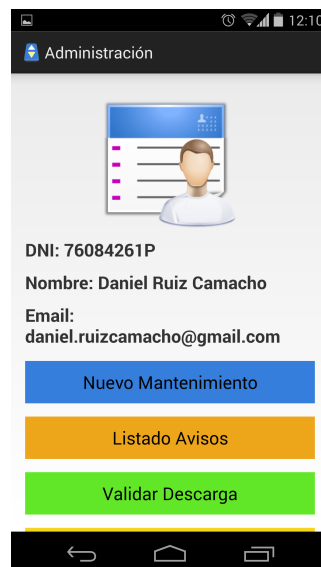 12:10
Administración
DNI: 76084261P
Nombre: Daniel Ruiz Camacho
Email:
daniel.ruizcamacho@gmail.com
Nuevo Mantenimiento
Listado Avisos
Validar Descarga